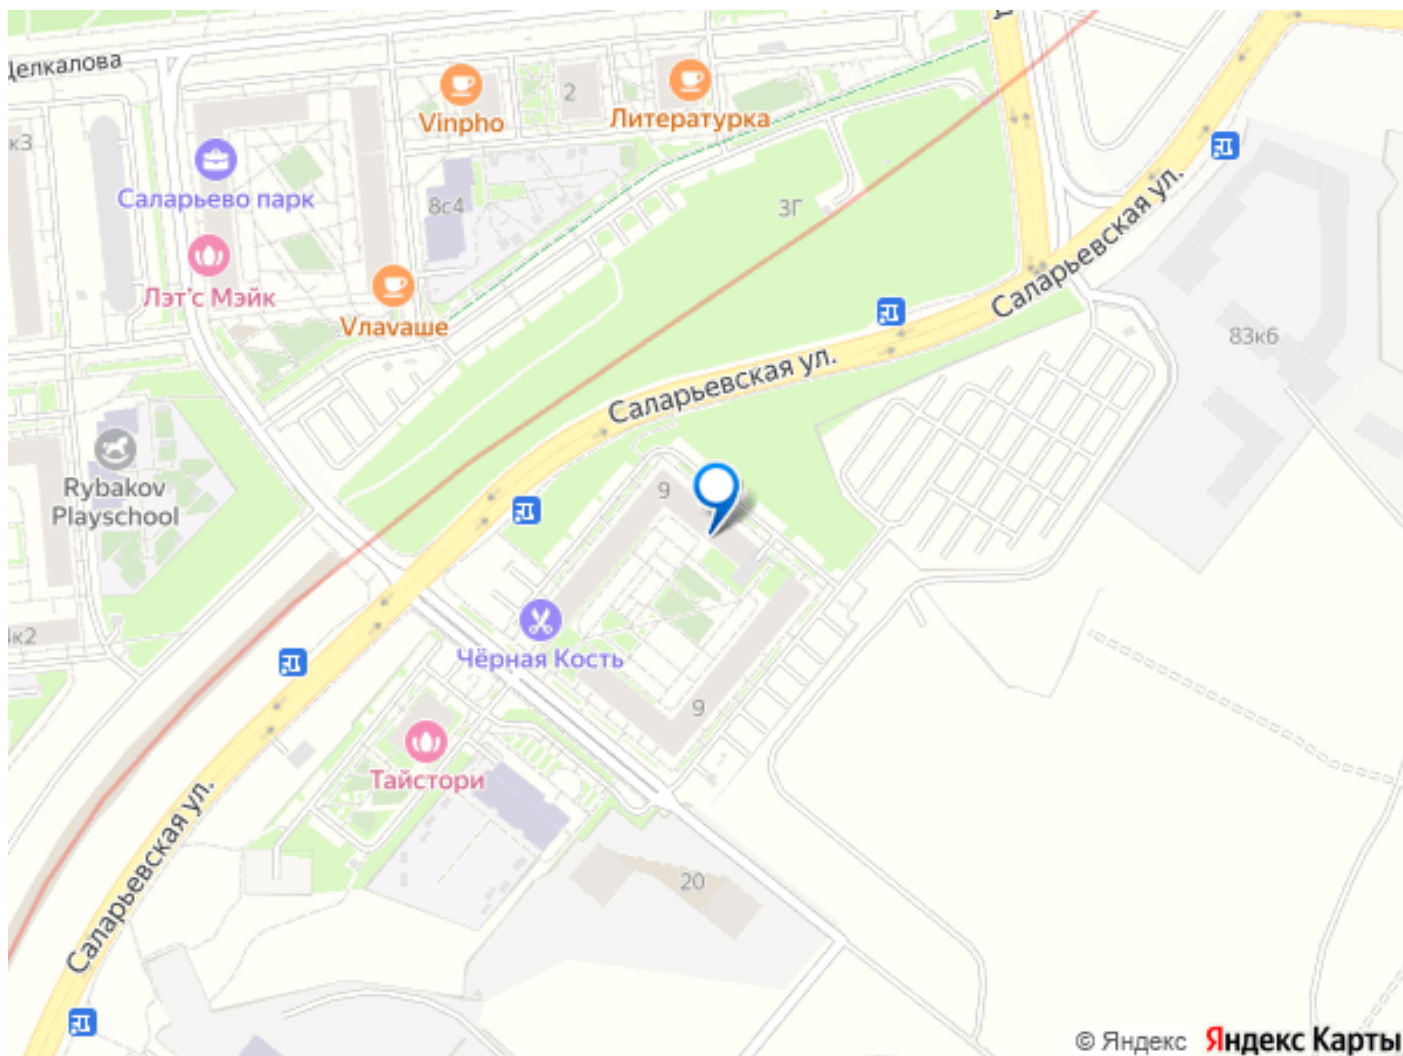 Целкалова
к3
Vinpho
2
Литературка
Саларьево парк
8с4
3Г
Лэт'с Мэйк
Vлаvаше
Саларьевская ул.
83к6
Саларьевская ул.
Rybakov
Playschool
9
Чёрная Кость
к2
9
Тайстори
Саларьевская ул.
20
© Яндекс Яндекс Карты